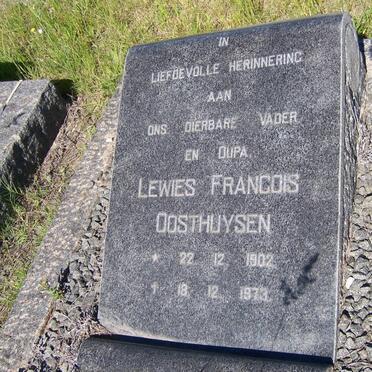 IN
LIEFDEVOLLE HERINNERING
AAN
ONS DIERBARE VADER
EN OUPA.
LEWIES FRANCOIS
OOSTHUYSEN
* 22. 12. 1902
† 18. 12. 1973.